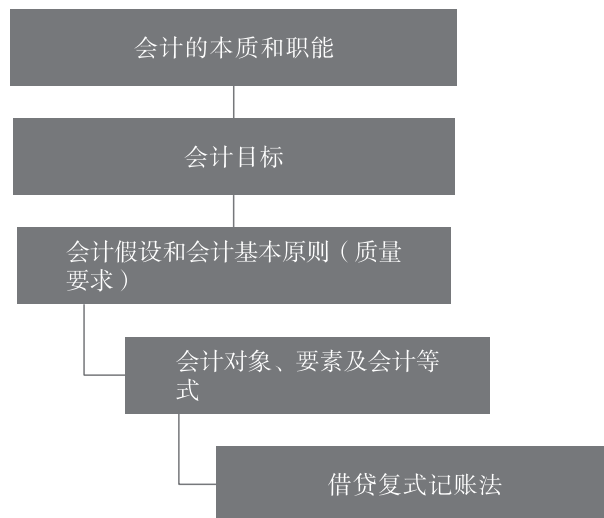 会计的本质和职能
会计目标
会计假设和会计基本原则（质量
要求）
会计对象、要素及会计等
式
借贷复式记账法